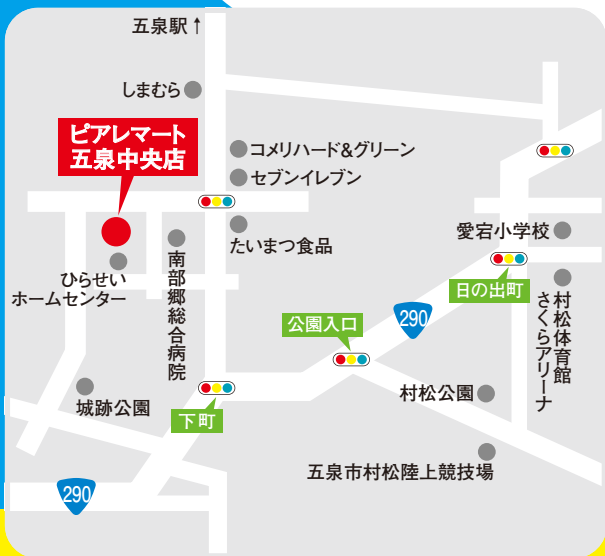 五泉駅↑
しまむら
ピアレマート
五泉中央店
コメリハード&グリーン
セブンイレブン
たいまつ食品
愛宕小学校
ひらせい
ホームセンター
南部郷総合病院
日の出町
村松体育館
さくらアリーナ
290
公園入口
城跡公園
下町
村松公園
五泉市村松陸上競技場
290